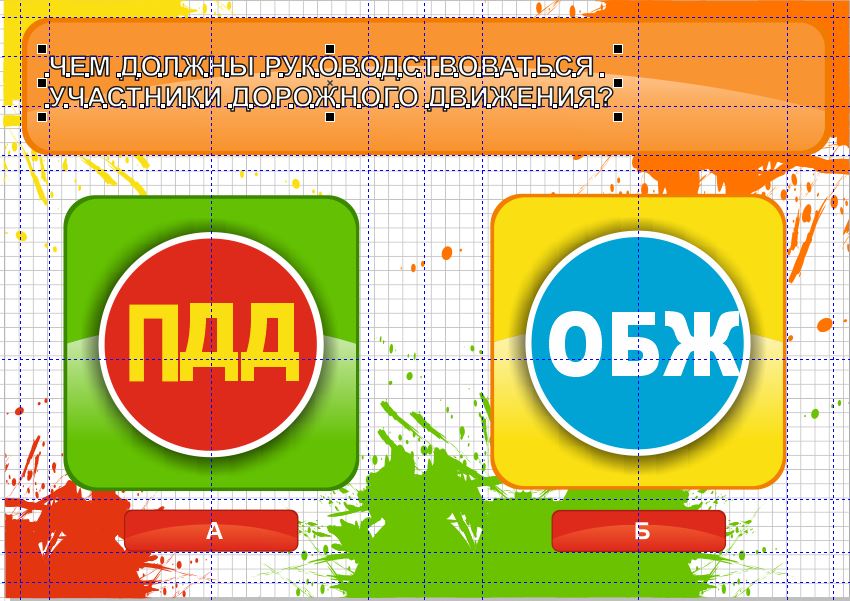 ЧЕМ ДОЛЖНЫ РУКОВОДСТВОВАТЬСЯ
УЧАСТНИКИ ДОРОЖНОГО ДВИЖЕНИЯ?
ПДД
ОБЖ
А
Б